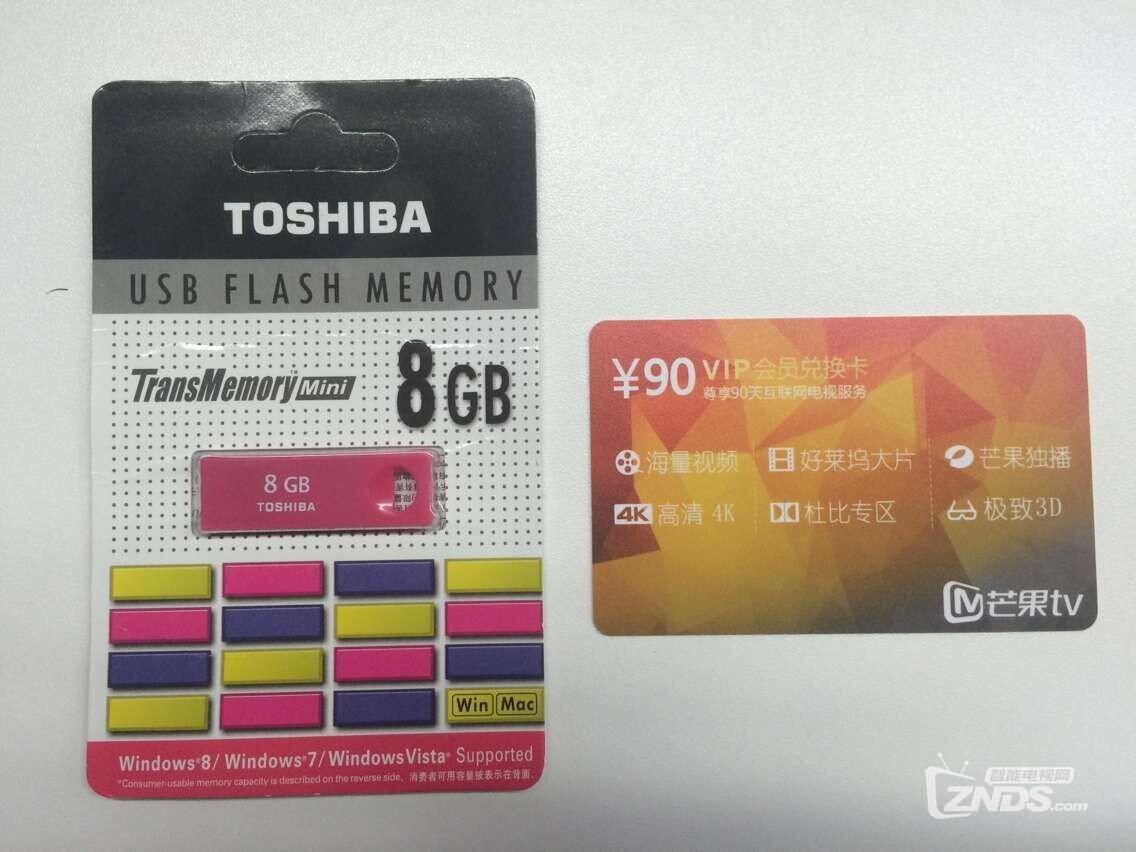 TOSHIBA
USB FLASH MEMORY
TransMemory™ Mini
8 GB
8 GB
TOSHIBA
Win Mac
Windows®8/ Windows®7/ Windows Vista® Supported
*Consumer-usable memory capacity is described on the reverse side、消费者可用容量被表示在背面.
¥90 VIP会员兑换卡
尊享90天互联网电视服务
海量视频 好莱坞大片 芒果独播
4K 高清 4K 杜比专区 极致3D
芒果tv
智能电视网
ZNDS.com